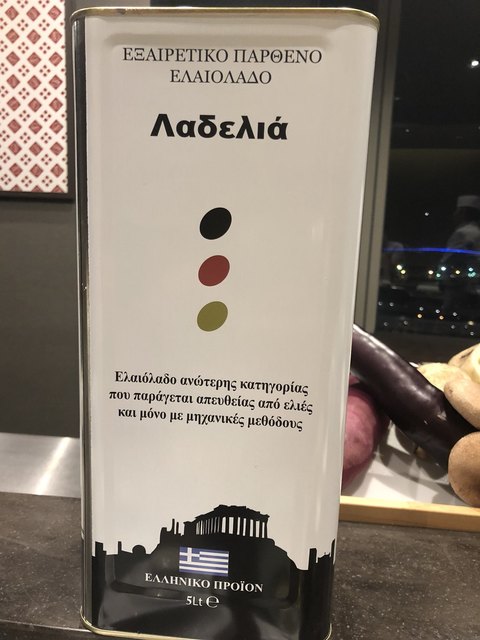 ΕΞΑΙΡΕΤΙΚΟ ΠΑΡΘΕΝΟ
ΕΛΑΙΟΛΑΔΟ
Λαδελιά
Ελαιόλαδο ανώτερης κατηγορίας
που παράγεται απευθείας από ελιές
και μόνο με μηχανικές μεθόδους
ΕΛΛΗΝΙΚΟ ΠΡΟΪΟΝ
5Lt ℮